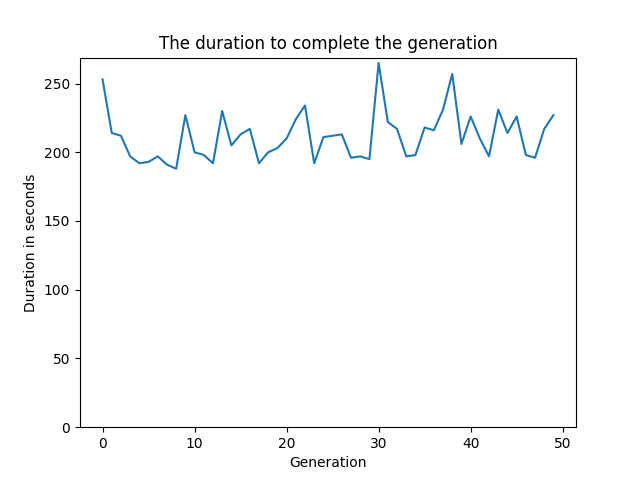 The duration to complete the generation
250
200
150
100
50
0
Duration in seconds
0 10 20 30 40 50
Generation